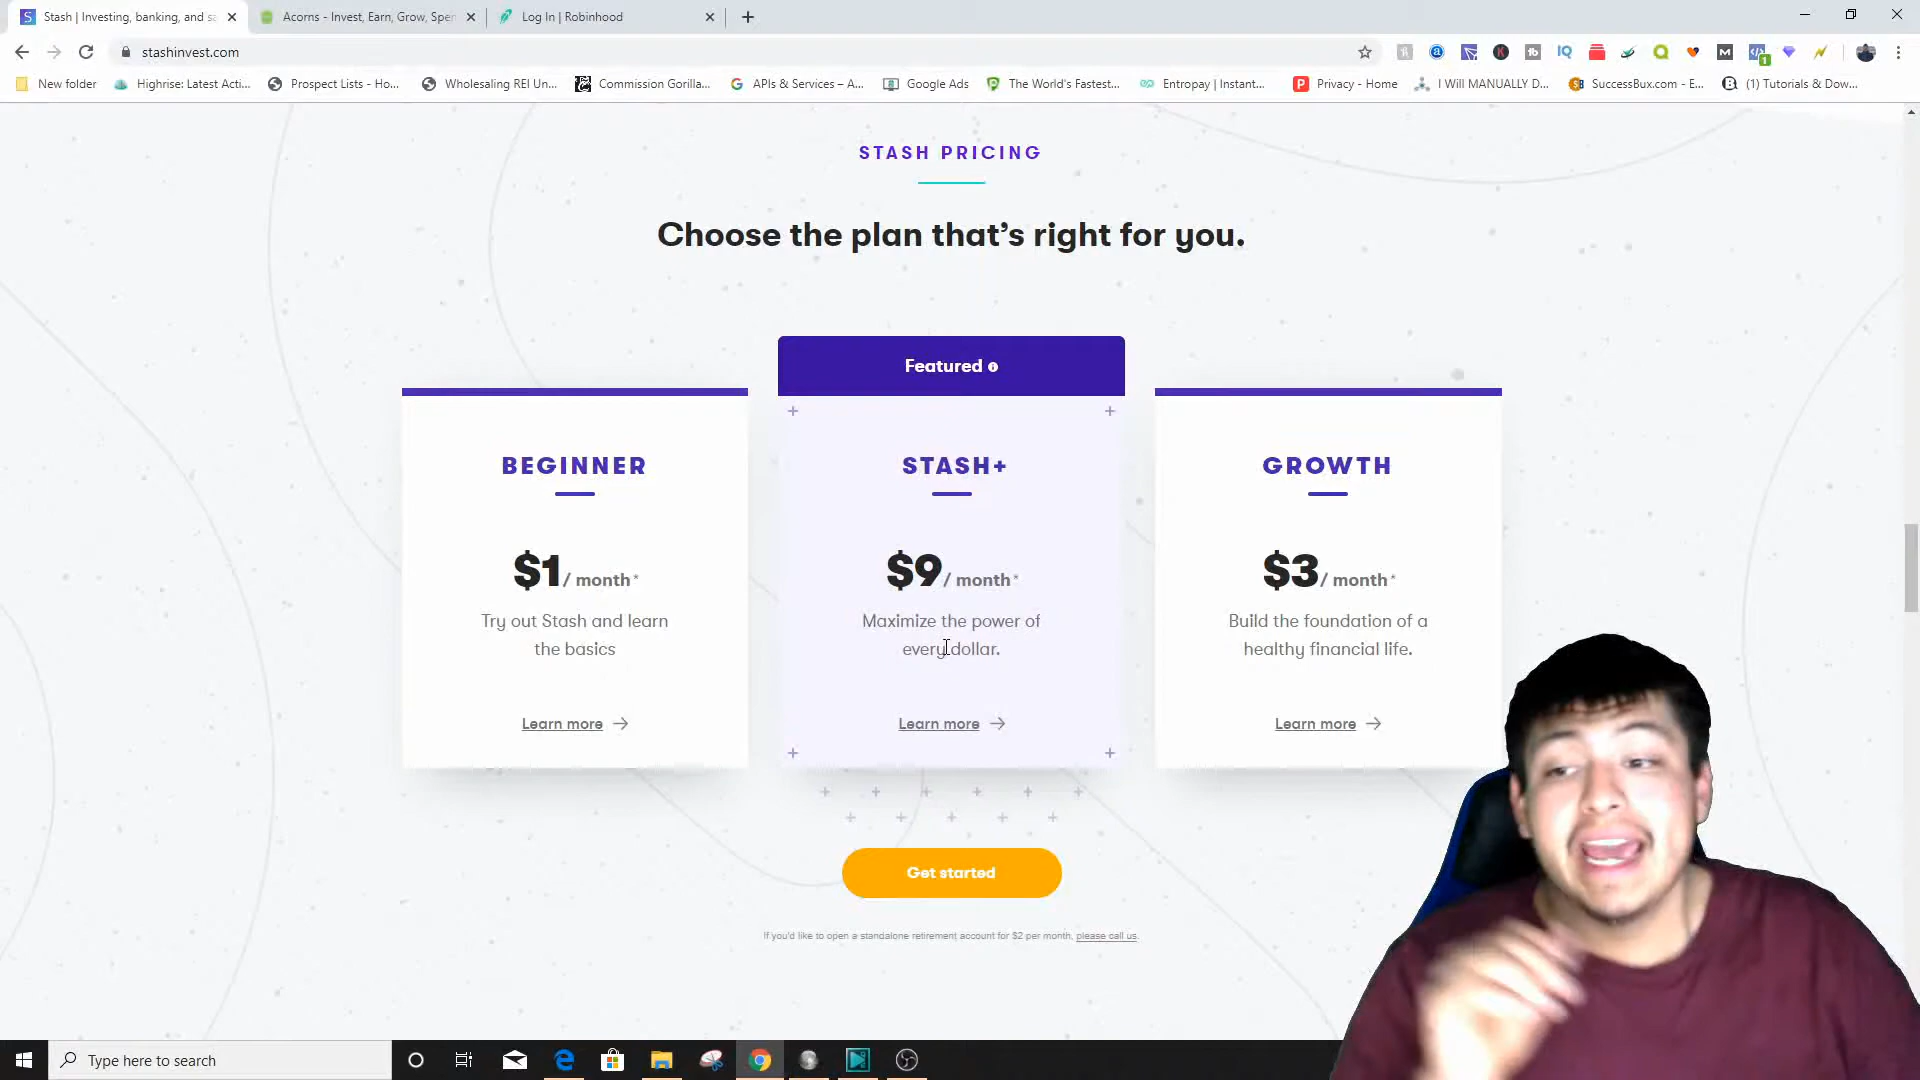 Stash | Investing, banking, and sa
Acorns - Invest, Earn, Grow, Spen
Log In | Robinhood
stashinvest.com
New folder
Highrise: Latest Acti...
Prospect Lists - Ho...
Wholesaling REI Un...
Commission Gorilla...
APIs & Services – A...
Google Ads
The World's Fastest...
Entropay | Instant...
Privacy - Home
I Will MANUALLY D...
SuccessBux.com - E...
(1) Tutorials & Dow...
STASH PRICING
Choose the plan that's right for you.
Featured
BEGINNER
$1/ month*
Try out Stash and learn
the basics
Learn more
STASH+
$9/ month*
Maximize the power of
every dollar.
Learn more
GROWTH
$3/ month*
Build the foundation of a
healthy financial life.
Learn more
Get started
If you'd like to open a standalone retirement account for $2 per month, please call us.
Type here to search